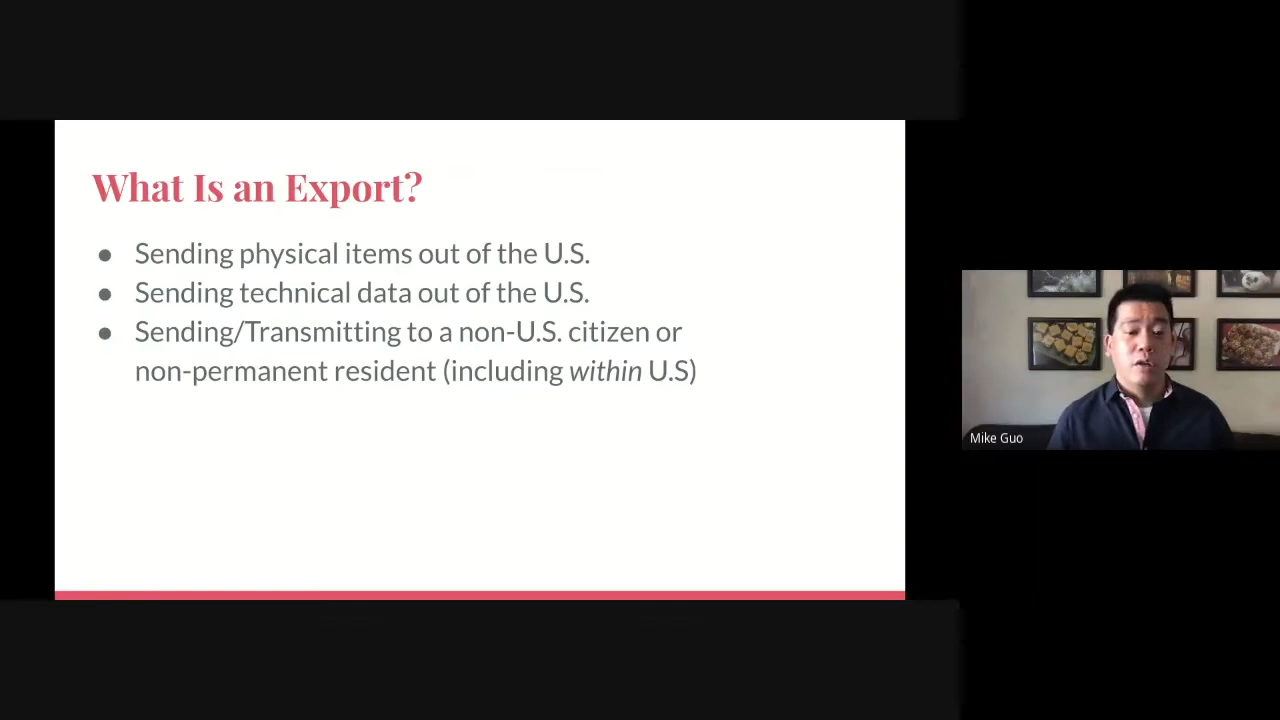 What Is an Export?
● Sending physical items out of the U.S.
● Sending technical data out of the U.S.
● Sending/Transmitting to a non-U.S. citizen or
non-permanent resident (including within U.S)
Mike Guo